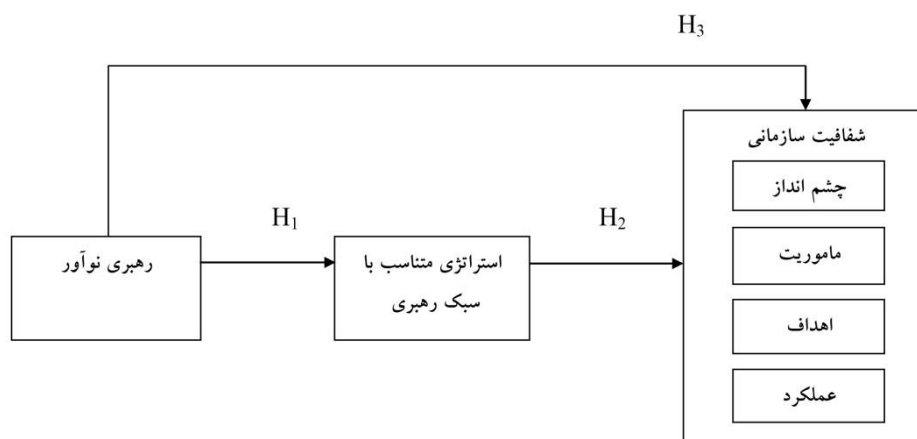 H₃
شفافیت سازمانی
چشم انداز
ماموریت
اهداف
عملکرد
H₂
استراتژی متناسب با
سبک رهبری
H₁
رهبری نوآور